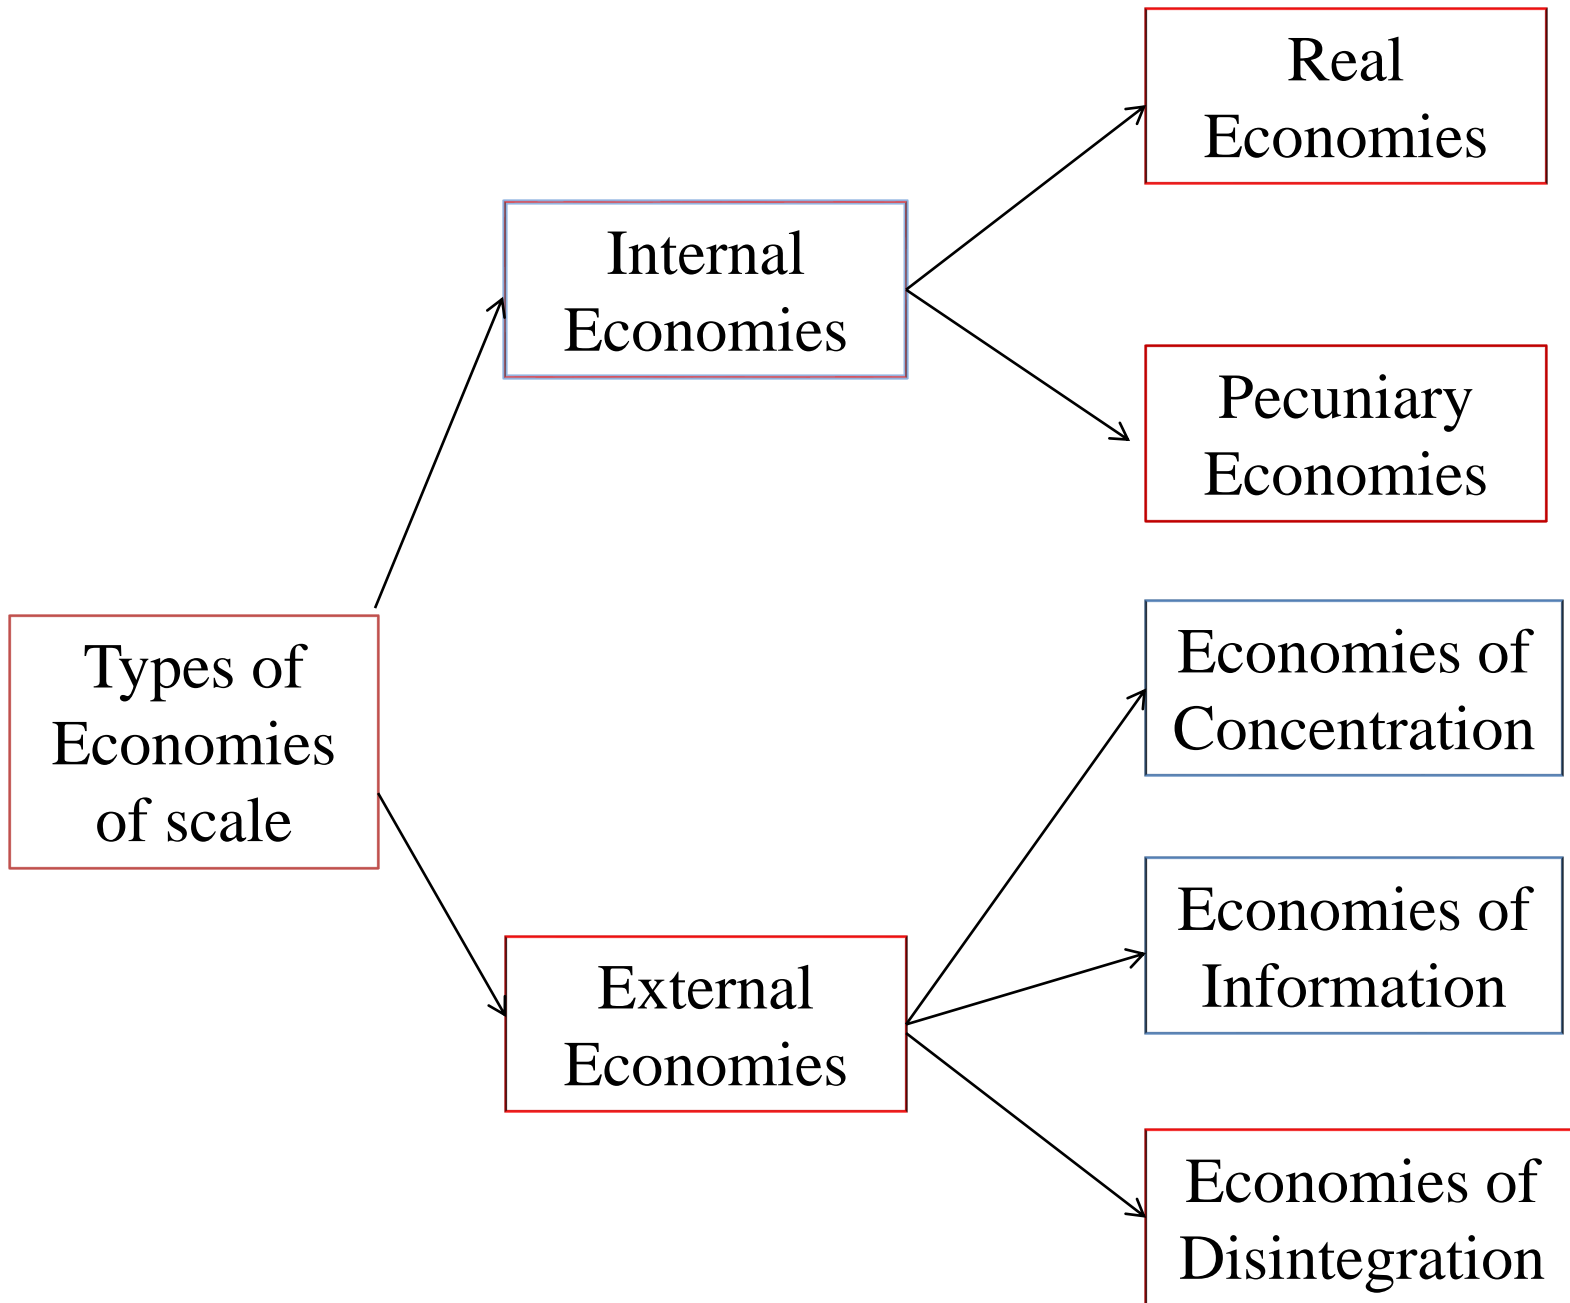 Real
Economies
Internal
Economies
Pecuniary
Economies
Types of
Economies
of scale
Economies of
Concentration
Economies of
Information
External
Economies
Economies of
Disintegration